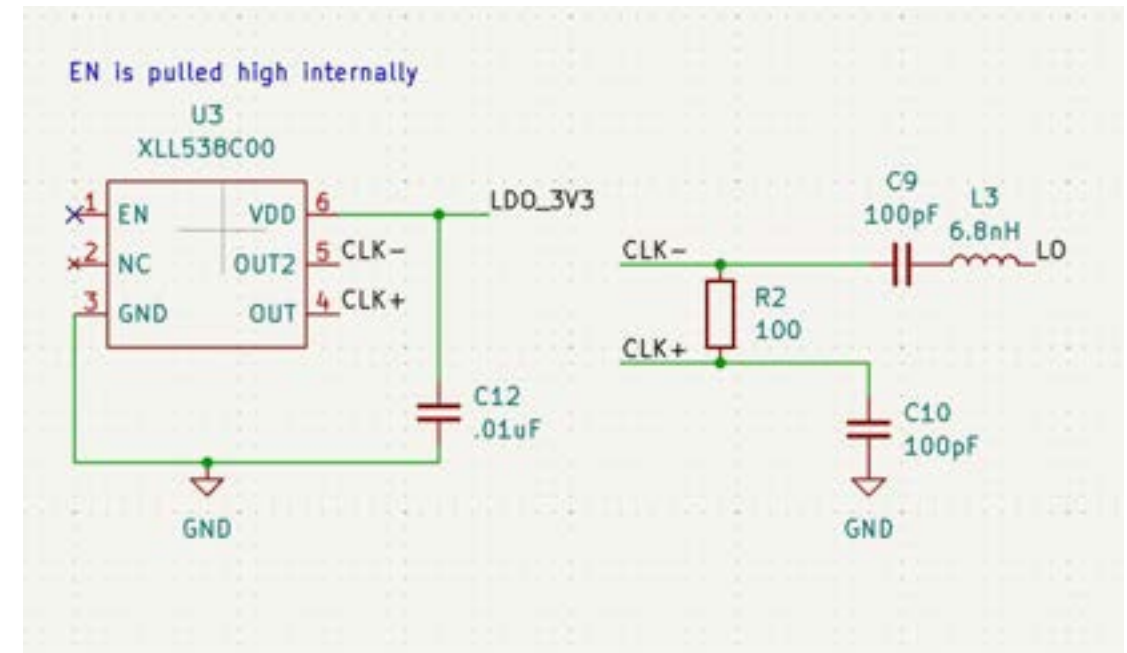 EN is pulled high internally
U3
XLL538C00
1 EN VDD 6 LDO_3V3
2 NC OUT2 5 CLK-
3 GND OUT 4 CLK+
C12
.01uF
GND
C9
100pF
L3
6.8nH
CLK- LO
R2
100
CLK+
C10
100pF
GND